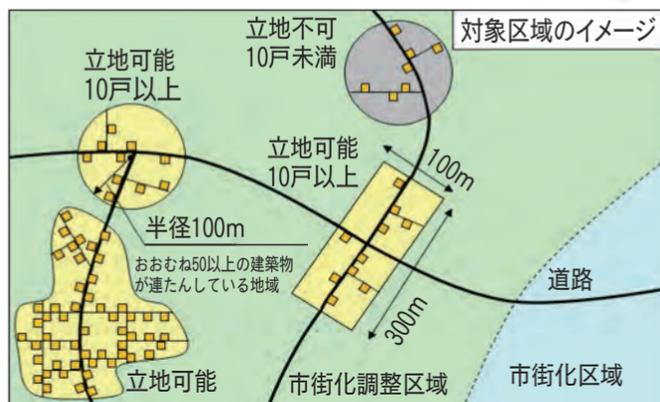 対象区域のイメージ
立地不可
10戸未満
立地可能
10戸以上
立地可能
10戸以上
100m
半径100m
おおむね50以上の建築物
が連たんしている地域
300m
道路
立地可能
市街化調整区域
市街化区域